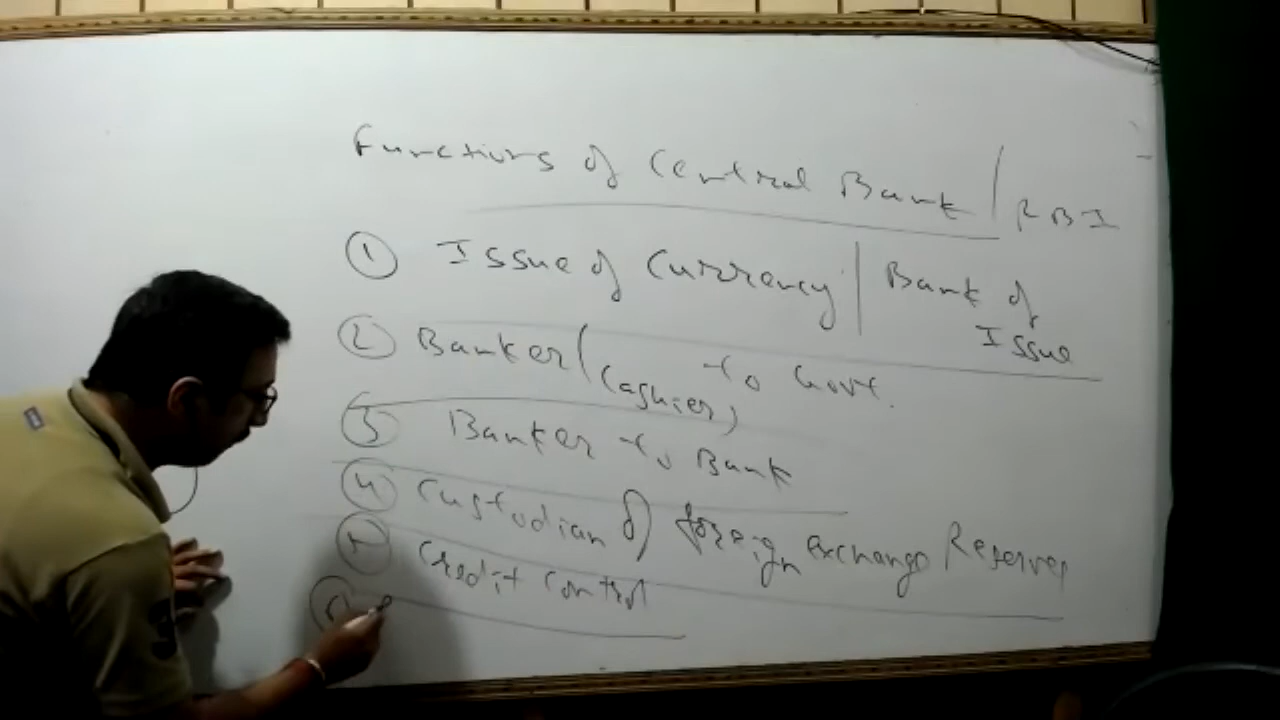 Functions of Central Bank / RBI
① Issue of Currency | Bank of Issue
② Banker (Cashier) to Govt.
③ Banker to Bank
④ Custodian of foreign exchange Reserves
⑤ Credit Control
⑥